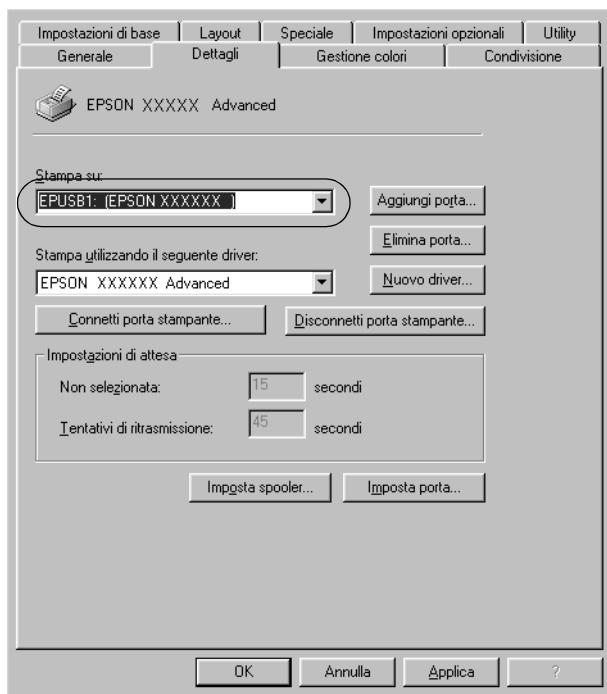 Impostazioni di base Layout Speciale Impostazioni opzionali Utility
Generale Dettagli Gestione colori Condivisione
EPSON XXXXX Advanced
Stampa su:
EPUSB1: (EPSON XXXXXX ) Aggiungi porta...
Elimina porta...
Stampa utilizzando il seguente driver:
EPSON XXXXXX Advanced Nuovo driver...
Connetti porta stampante... Disconnetti porta stampante...
Impostazioni di attesa
Non selezionata: 15 secondi
Tentativi di ritrasmissione: 45 secondi
Imposta spooler... Imposta porta...
OK Annulla Applica ?